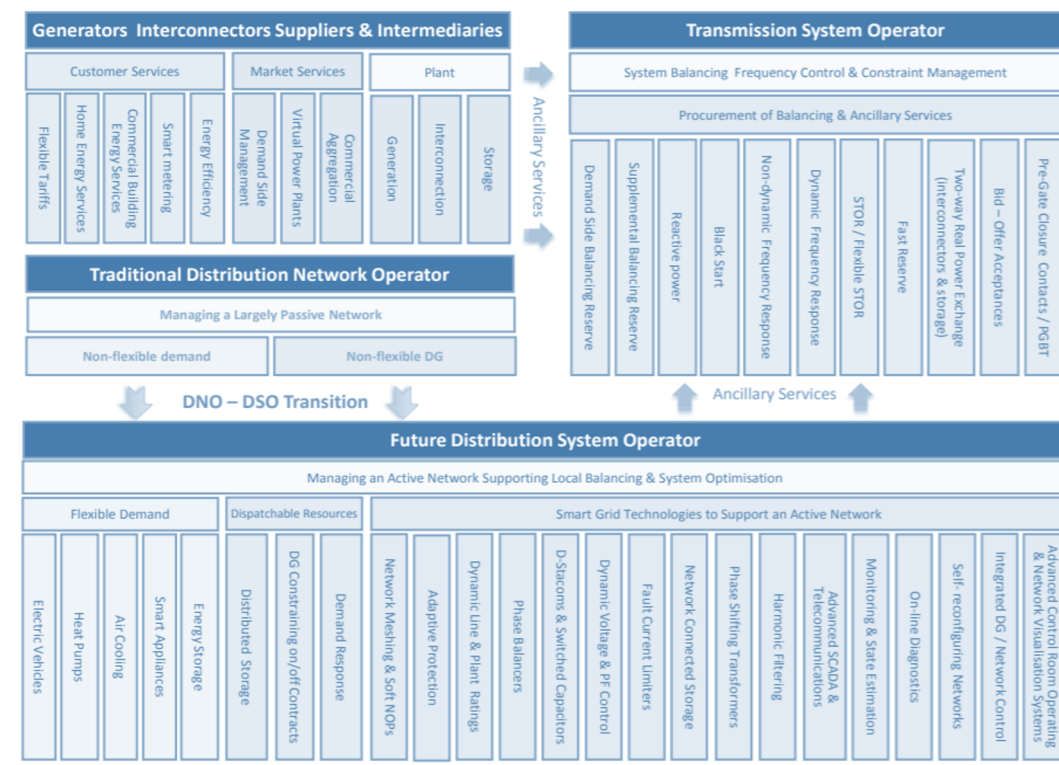 Generators Interconnectors Suppliers & Intermediaries
Customer Services
Market Services
Plant
Flexible Tariffs
Home Energy Services
Commercial Building
Energy Services
Smart metering
Energy Efficiency
Demand Side
Management
Virtual Power Plants
Commercial
Aggregation
Generation
Interconnection
Storage
Ancillary Services
Transmission System Operator
System Balancing Frequency Control & Constraint Management
Procurement of Balancing & Ancillary Services
Demand Side Balancing Reserve
Supplemental Balancing Reserve
Reactive power
Black Start
Non-dynamic Frequency Response
Dynamic Frequency Response
STOR / Flexible STOR
Fast Reserve
Two-way Real Power Exchange
(interconnectors & storage)
Bid – Offer Acceptances
Pre-Gate Closure Contacts / PGBT
Traditional Distribution Network Operator
Managing a Largely Passive Network
Non-flexible demand
Non-flexible DG
DNO – DSO Transition
Ancillary Services
Future Distribution System Operator
Managing an Active Network Supporting Local Balancing & System Optimisation
Flexible Demand
Dispatchable Resources
Smart Grid Technologies to Support an Active Network
Electric Vehicles
Heat Pumps
Air Cooling
Smart Appliances
Energy Storage
Distributed Storage
DG Constraining on/off Contracts
Demand Response
Network Meshing & Soft NOPs
Adaptive Protection
Dynamic Line & Plant Ratings
Phase Balancers
D-Stacoms & Switched Capacitors
Dynamic Voltage & PF Control
Fault Current Limiters
Network Connected Storage
Phase Shifting Transformers
Harmonic Filtering
Advanced SCADA &
Telecommunications
Monitoring & State Estimation
On-line Diagnostics
Self- reconfiguring Networks
Integrated DG / Network Control
Advanced Control Room Operating
& Network Visualisation Systems